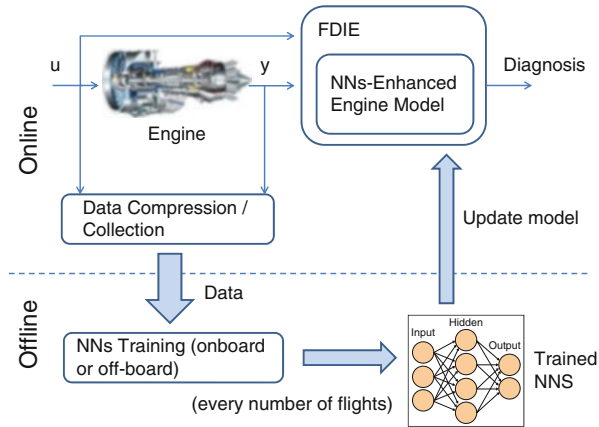 FDIE
u
y
NNs-Enhanced
Engine Model
Diagnosis
Engine
Online
Data Compression /
Collection
Update model
Data
Offline
NNs Training (onboard
or off-board)
(every number of flights)
Input
Hidden
Output
Trained
NNS